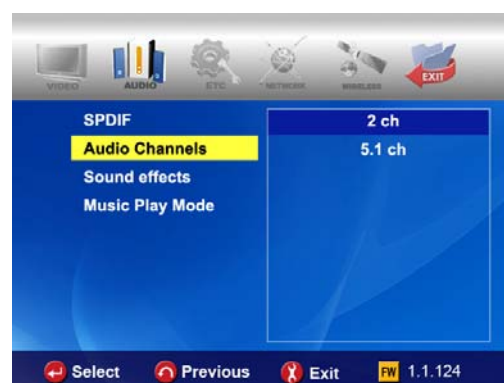 VIDEO AUDIO ETC NETWORK WIRELESS EXIT
SPDIF 2 ch
Audio Channels 5.1 ch
Sound effects
Music Play Mode
Select Previous Exit FW 1.1.124